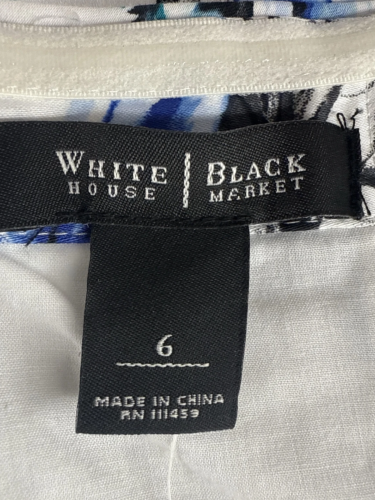 WHITE | BLACK
HOUSE | MARKET
6
MADE IN CHINA
RN 111459